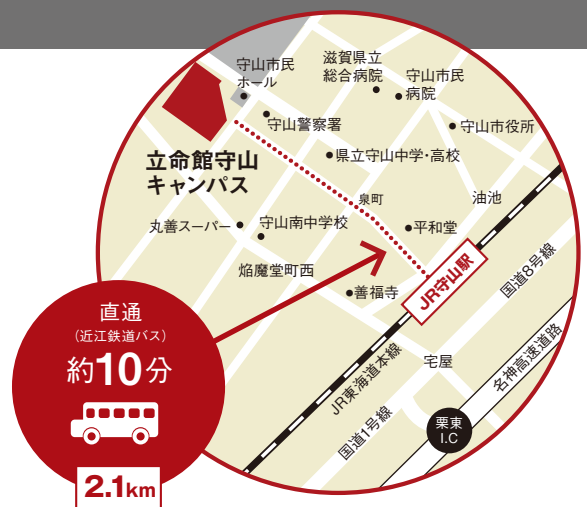 守山市民
ホール
滋賀県立
総合病院
守山市民
病院
守山警察署
守山市役所
県立守山中学・高校
立命館守山
キャンパス
泉町
油池
丸善スーパー
守山南中学校
平和堂
焔魔堂町西
JR守山駅
善福寺
国道8号線
直通
(近江鉄道バス)
約10分
2.1km
JR東海道本線
宅屋
名神高速道路
国道1号線
栗東
I.C